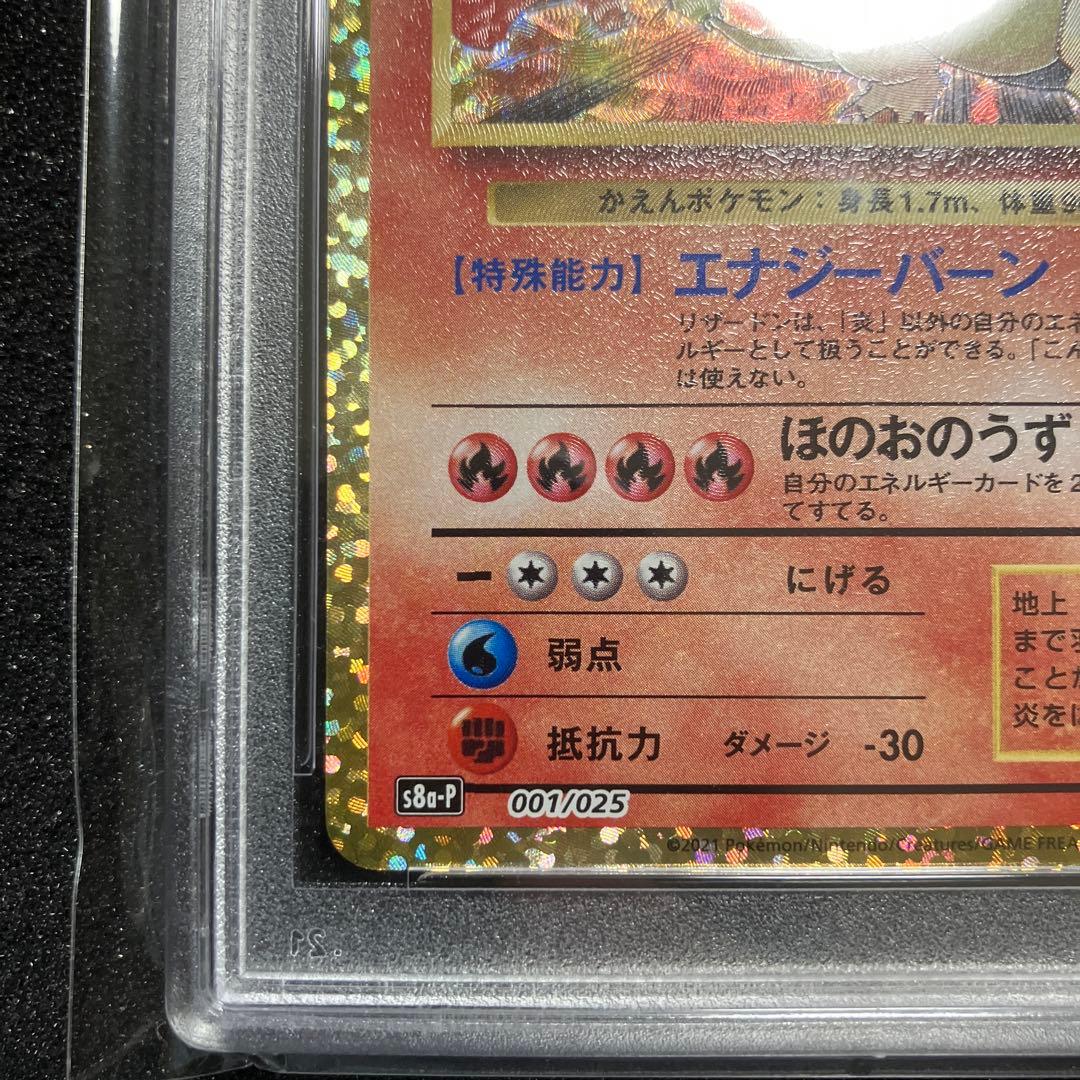 かえんポケモン：身長1.7m、体重
【特殊能力】 エナジーバーン
リザードンは、「炎」以外の自分のエネ
ルギーとして扱うことができる。「こん
は使えない。
ほのおのうず
自分のエネルギーカードを2
てすてる。
にげる
弱点
抵抗力 ダメージ -30
地上
まで
ことが
炎をは
s8a-P 001/025
©2021 Pokémon/Nintendo/Creatures/GAME FREA